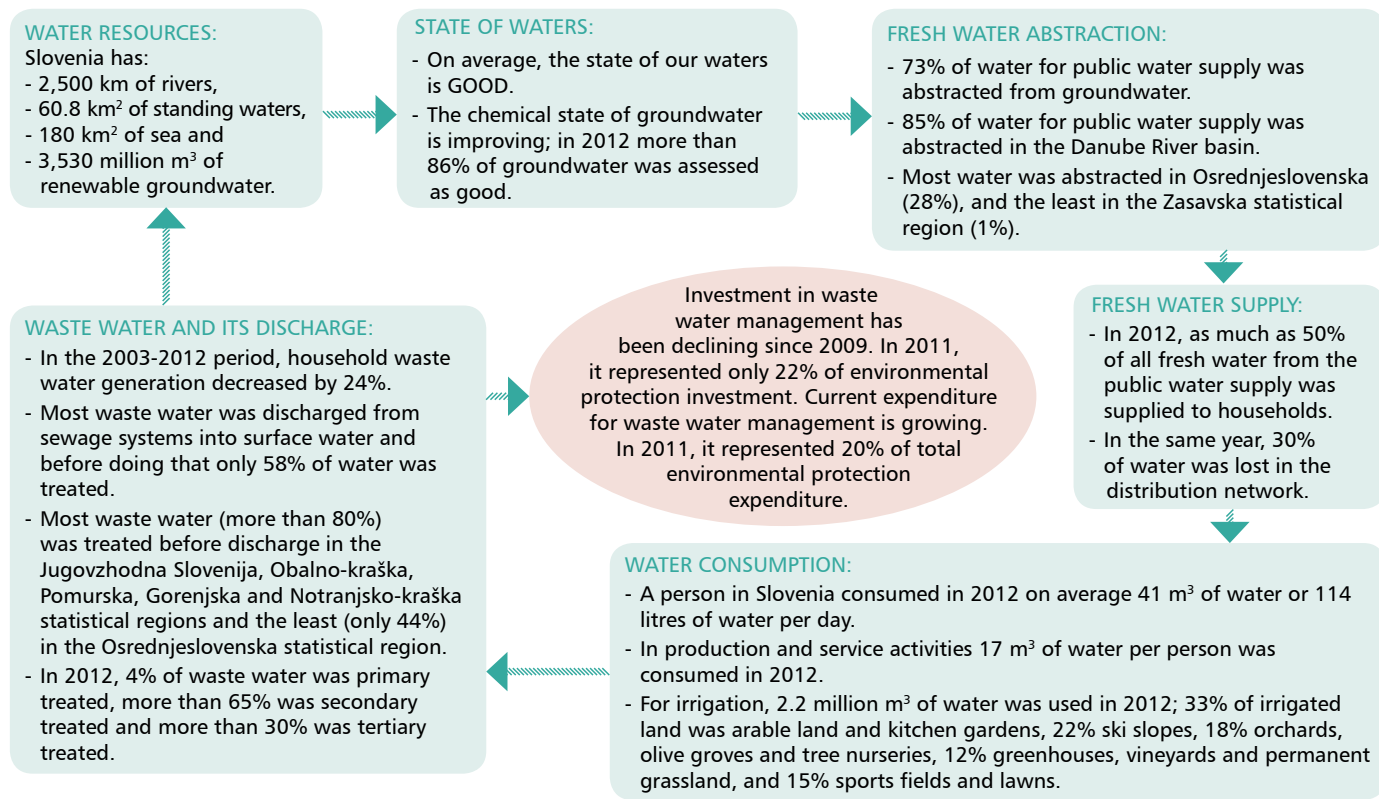 WATER RESOURCES:
Slovenia has:
- 2,500 km of rivers,
- 60.8 km² of standing waters,
- 180 km² of sea and
- 3,530 million m³ of
renewable groundwater.
STATE OF WATERS:
- On average, the state of our waters
is GOOD.
- The chemical state of groundwater
is improving; in 2012 more than
86% of groundwater was assessed
as good.
FRESH WATER ABSTRACTION:
- 73% of water for public water supply was
abstracted from groundwater.
- 85% of water for public water supply was
abstracted in the Danube River basin.
- Most water was abstracted in Osrednjeslovenska
(28%), and the least in the Zasavska statistical
region (1%).
FRESH WATER SUPPLY:
- In 2012, as much as 50%
of all fresh water from the
public water supply was
supplied to households.
- In the same year, 30%
of water was lost in the
distribution network.
WATER CONSUMPTION:
- A person in Slovenia consumed in 2012 on average 41 m³ of water or 114
litres of water per day.
- In production and service activities 17 m³ of water per person was
consumed in 2012.
- For irrigation, 2.2 million m³ of water was used in 2012; 33% of irrigated
land was arable land and kitchen gardens, 22% ski slopes, 18% orchards,
olive groves and tree nurseries, 12% greenhouses, vineyards and permanent
grassland, and 15% sports fields and lawns.
WASTE WATER AND ITS DISCHARGE:
- In the 2003-2012 period, household waste
water generation decreased by 24%.
- Most waste water was discharged from
sewage systems into surface water and
before doing that only 58% of water was
treated.
- Most waste water (more than 80%)
was treated before discharge in the
Jugovzhodna Slovenija, Obalno-kraška,
Pomurska, Gorenjska and Notranjsko-kraška
statistical regions and the least (only 44%)
in the Osrednjeslovenska statistical region.
- In 2012, 4% of waste water was primary
treated, more than 65% was secondary
treated and more than 30% was tertiary
treated.
Investment in waste
water management has
been declining since 2009. In 2011,
it represented only 22% of environmental
protection investment. Current expenditure
for waste water management is growing.
In 2011, it represented 20% of total
environmental protection
expenditure.